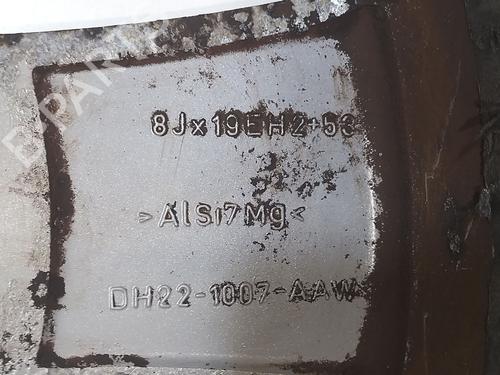 B PARTS
8Jx19EH2+53
>AlSi7Mg<
DH22-1007-AAW